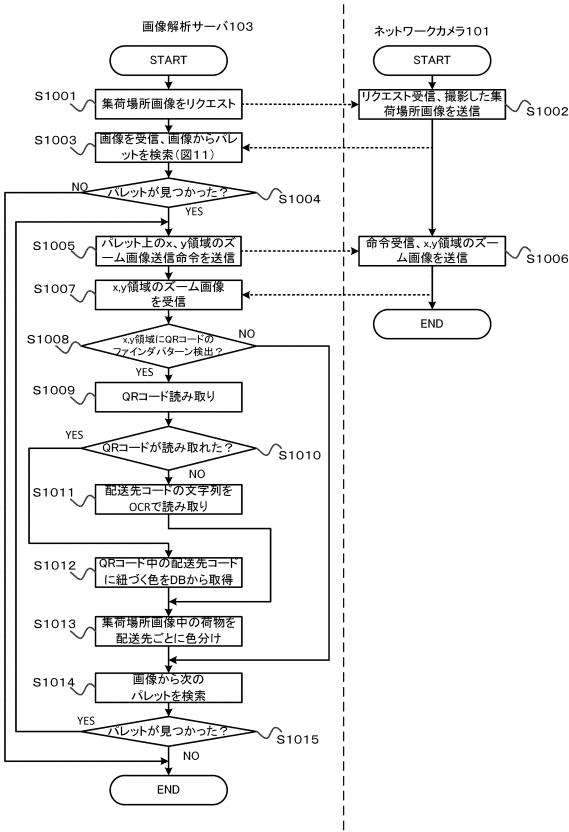 画像解析サーバ103
ネットワークカメラ101
START
START
S1001
集荷場所画像をリクエスト
リクエスト受信、撮影した集
荷場所画像を送信
S1002
S1003
画像を受信、画像からパレ
ットを検索(図11)
NO
パレットが見つかった？
S1004
YES
S1005
パレット上のx、y領域のズ
ーム画像送信命令を送信
命令受信、x,y領域のズー
ム画像を送信
S1006
S1007
x,y領域のズーム画像
を受信
END
S1008
x,y領域にQRコードの
ファインダパターン検出？
NO
YES
S1009
QRコード読み取り
YES
QRコードが読み取れた？
S1010
NO
S1011
配送先コードの文字列を
OCRで読み取り
S1012
QRコード中の配送先コード
に紐づく色をDBから取得
S1013
集荷場所画像中の荷物を
配送先ごとに色分け
S1014
画像から次の
パレットを検索
YES
パレットが見つかった？
S1015
NO
END